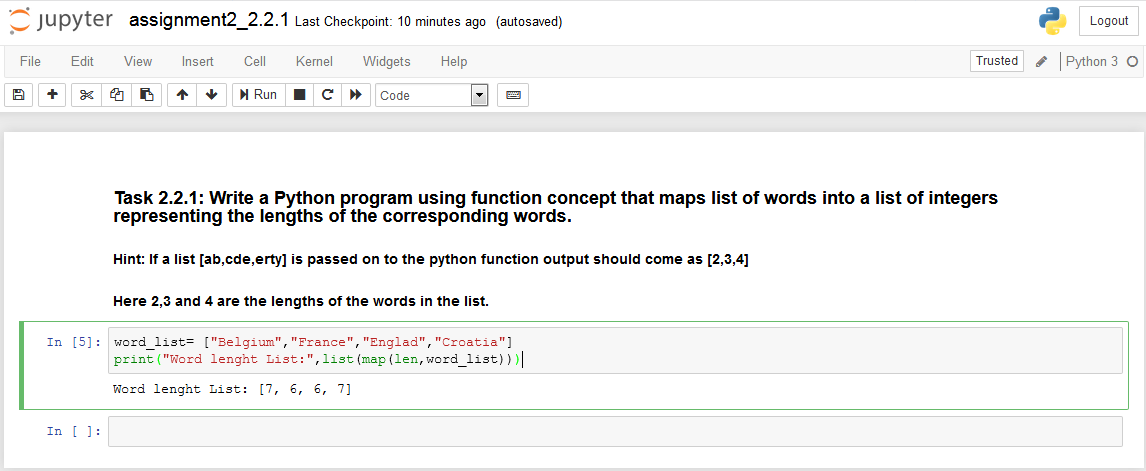 jupyter assignment2_2.2.1 Last Checkpoint: 10 minutes ago (autosaved) Logout
File Edit View Insert Cell Kernel Widgets Help Trusted Python 3
Run Code
Task 2.2.1: Write a Python program using function concept that maps list of words into a list of integers
representing the lengths of the corresponding words.
Hint: If a list [ab,cde,erty] is passed on to the python function output should come as [2,3,4]
Here 2,3 and 4 are the lengths of the words in the list.
In [5]: word_list= ["Belgium","France","Englad","Croatia"]
print("Word lenght List:",list(map(len,word_list)))
Word lenght List: [7, 6, 6, 7]
In [ ]: